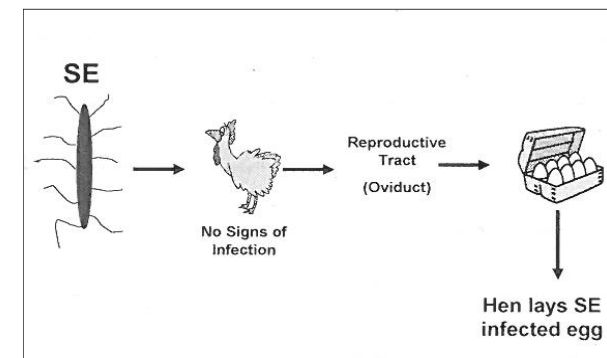 SE
No Signs of
Infection
Reproductive
Tract
(Oviduct)
Hen lays SE
infected egg